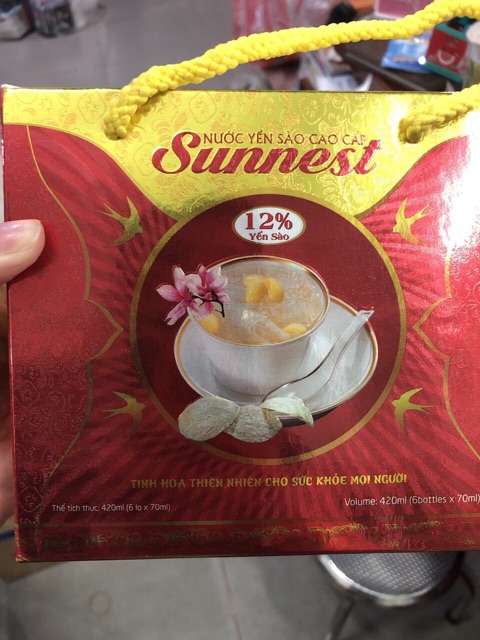 NƯỚC YẾN SÀO CAO CẤP
Sunnest
12%
Yến Sào
TINH HOA THIÊN NHIÊN CHO SỨC KHỎE MỌI NGƯỜI
Thể tích thực: 420ml (6 lọ x 70ml)
Volume: 420ml (6bottles x 70ml)